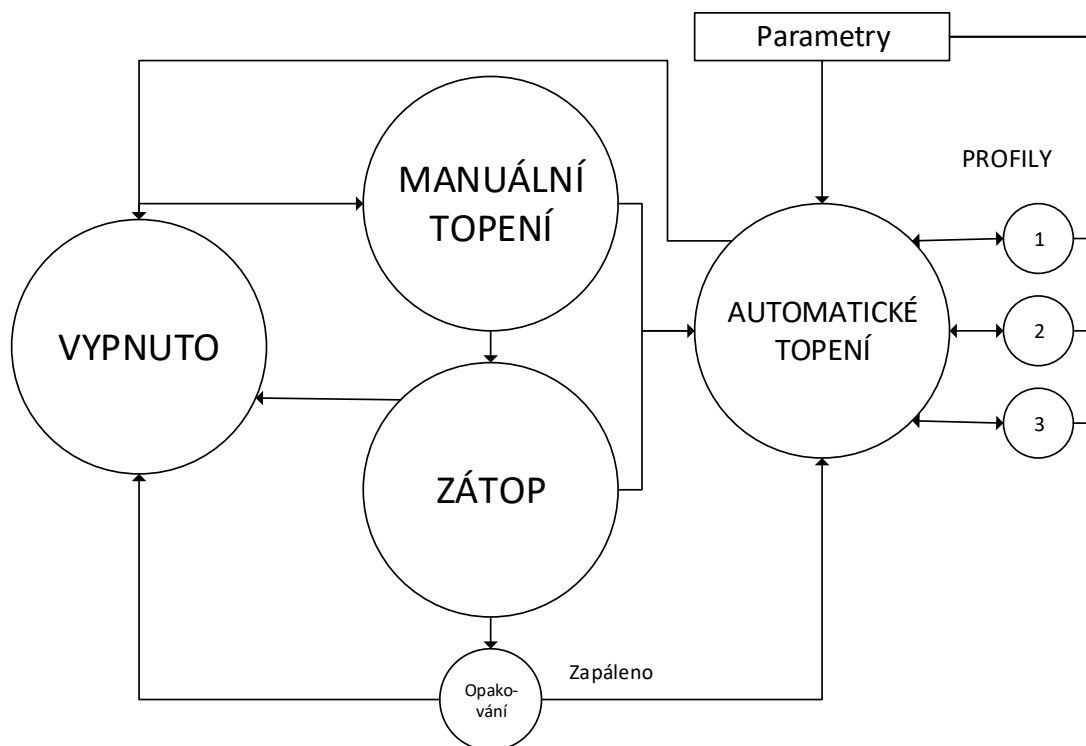 Parametry
PROFILY
MANUÁLNÍ
TOPENÍ
1
VYPNUTO
AUTOMATICKÉ
TOPENÍ
2
3
ZÁTOP
Zapáleno
Opako-
vání